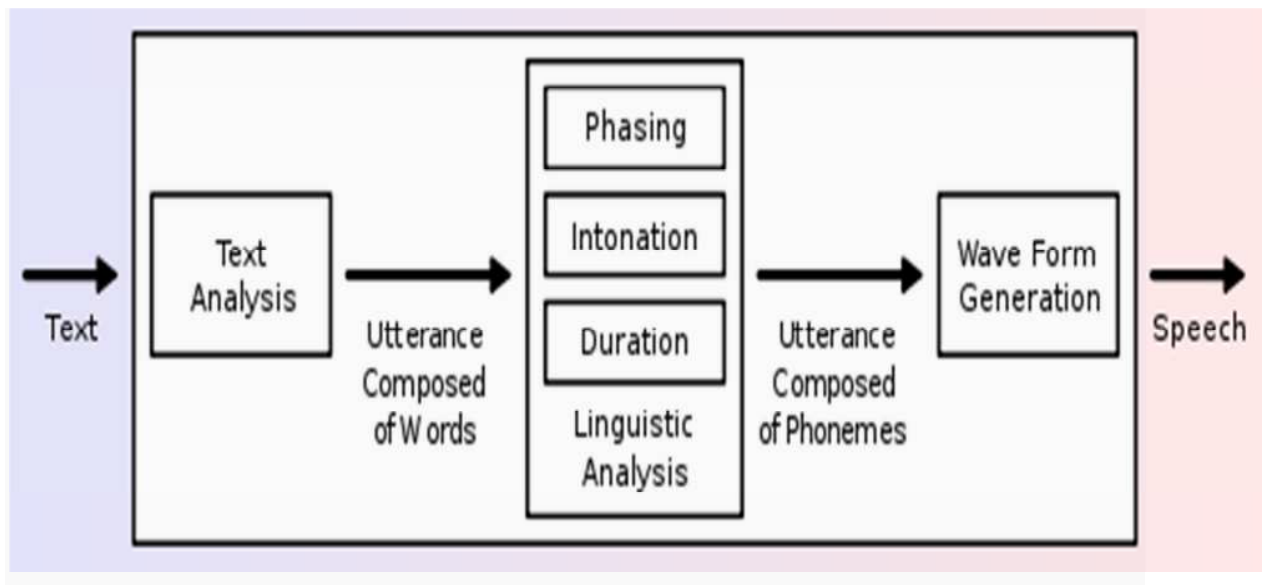 Text
Text
Analysis
Utterance
Composed
of Words
Phasing
Intonation
Duration
Linguistic
Analysis
Utterance
Composed
of Phonemes
Wave Form
Generation
Speech